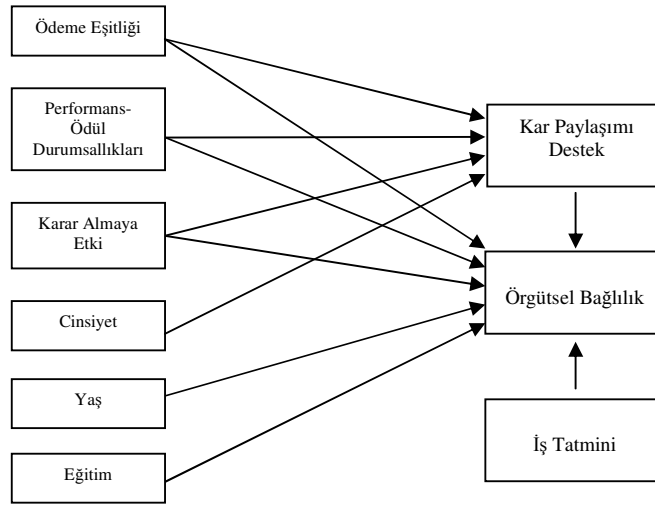 Ödeme Eşitliği
Performans-
Ödül
Durumsallıkları
Karar Almaya
Etki
Cinsiyet
Yaş
Eğitim
Kar Paylaşımı
Destek
Örgütsel Bağlılık
İş Tatmini